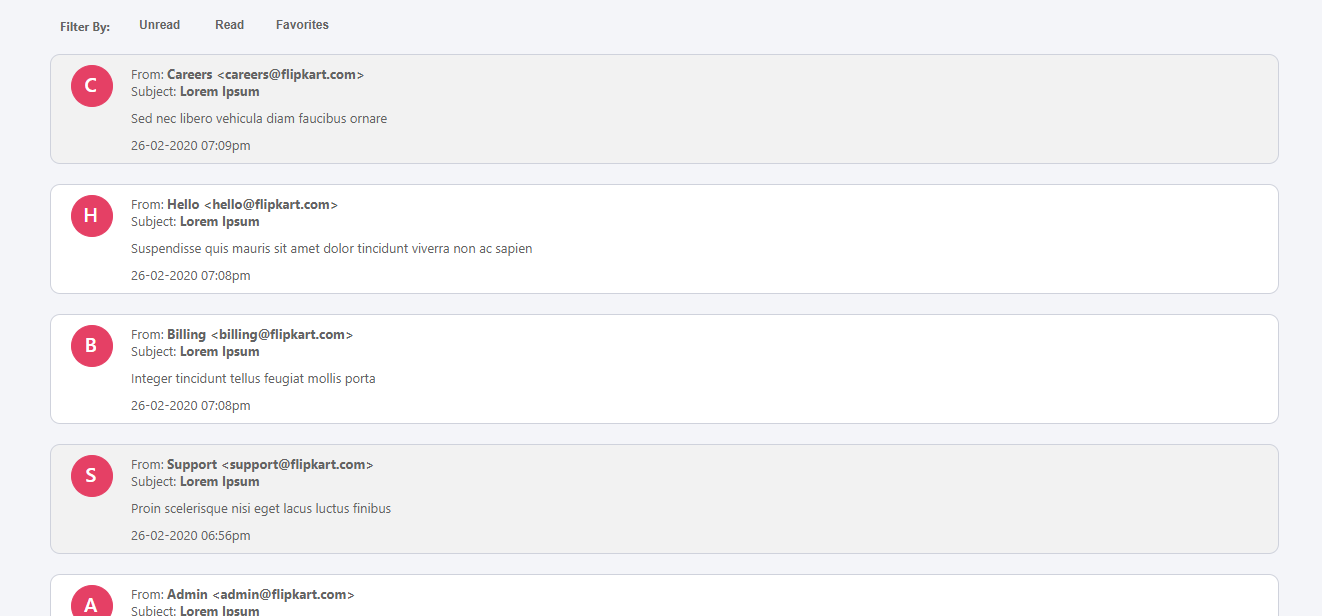 Filter By: Unread Read Favorites
C
From: Careers <careers@flipkart.com>
Subject: Lorem Ipsum
Sed nec libero vehicula diam faucibus ornare
26-02-2020 07:09pm
H
From: Hello <hello@flipkart.com>
Subject: Lorem Ipsum
Suspendisse quis mauris sit amet dolor tincidunt viverra non ac sapien
26-02-2020 07:08pm
B
From: Billing <billing@flipkart.com>
Subject: Lorem Ipsum
Integer tincidunt tellus feugiat mollis porta
26-02-2020 07:08pm
S
From: Support <support@flipkart.com>
Subject: Lorem Ipsum
Proin scelerisque nisi eget lacus luctus finibus
26-02-2020 06:56pm
A
From: Admin <admin@flipkart.com>
Subject: Lorem Ipsum